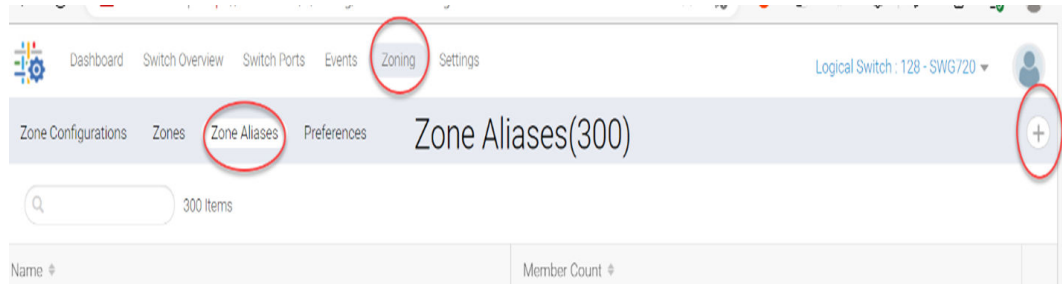 Dashboard Switch Overview Switch Ports Events Zoning Settings Logical Switch : 128 - SWG720
Zone Configurations Zones Zone Aliases Preferences Zone Aliases(300)
300 Items
Name Member Count